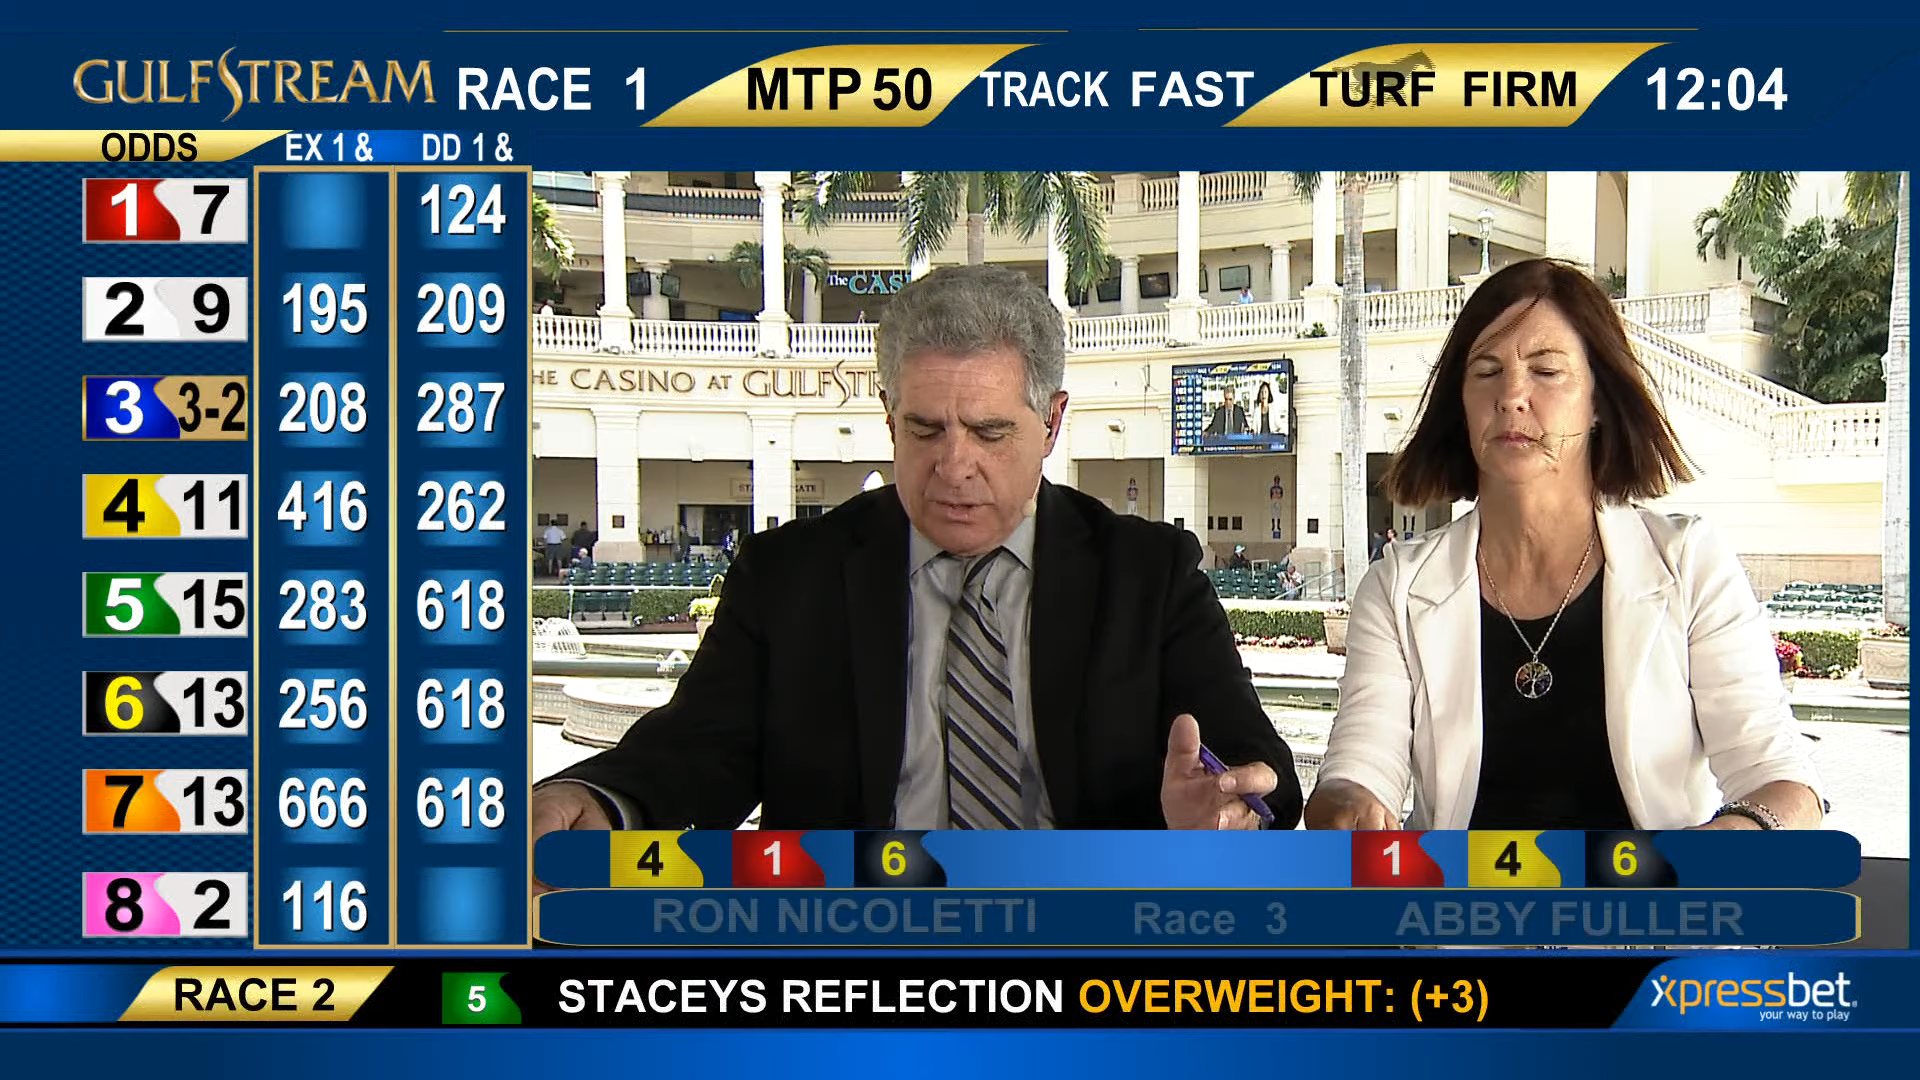 GULFSTREAM RACE 1 MTP 50 TRACK FAST TURF FIRM 12:04
ODDS EX 1 & DD 1 &
1 7 124
2 9 195 209
3 3-2 208 287
4 11 416 262
5 15 283 618
6 13 256 618
7 13 666 618
8 2 116
The CAS
HE CASINO AT GULFSTR
4 1 6 1 4 6
RON NICOLETTI Race 3 ABBY FULLER
RACE 2 5 STACEYS REFLECTION OVERWEIGHT: (+3)
xpressbet
your way to play